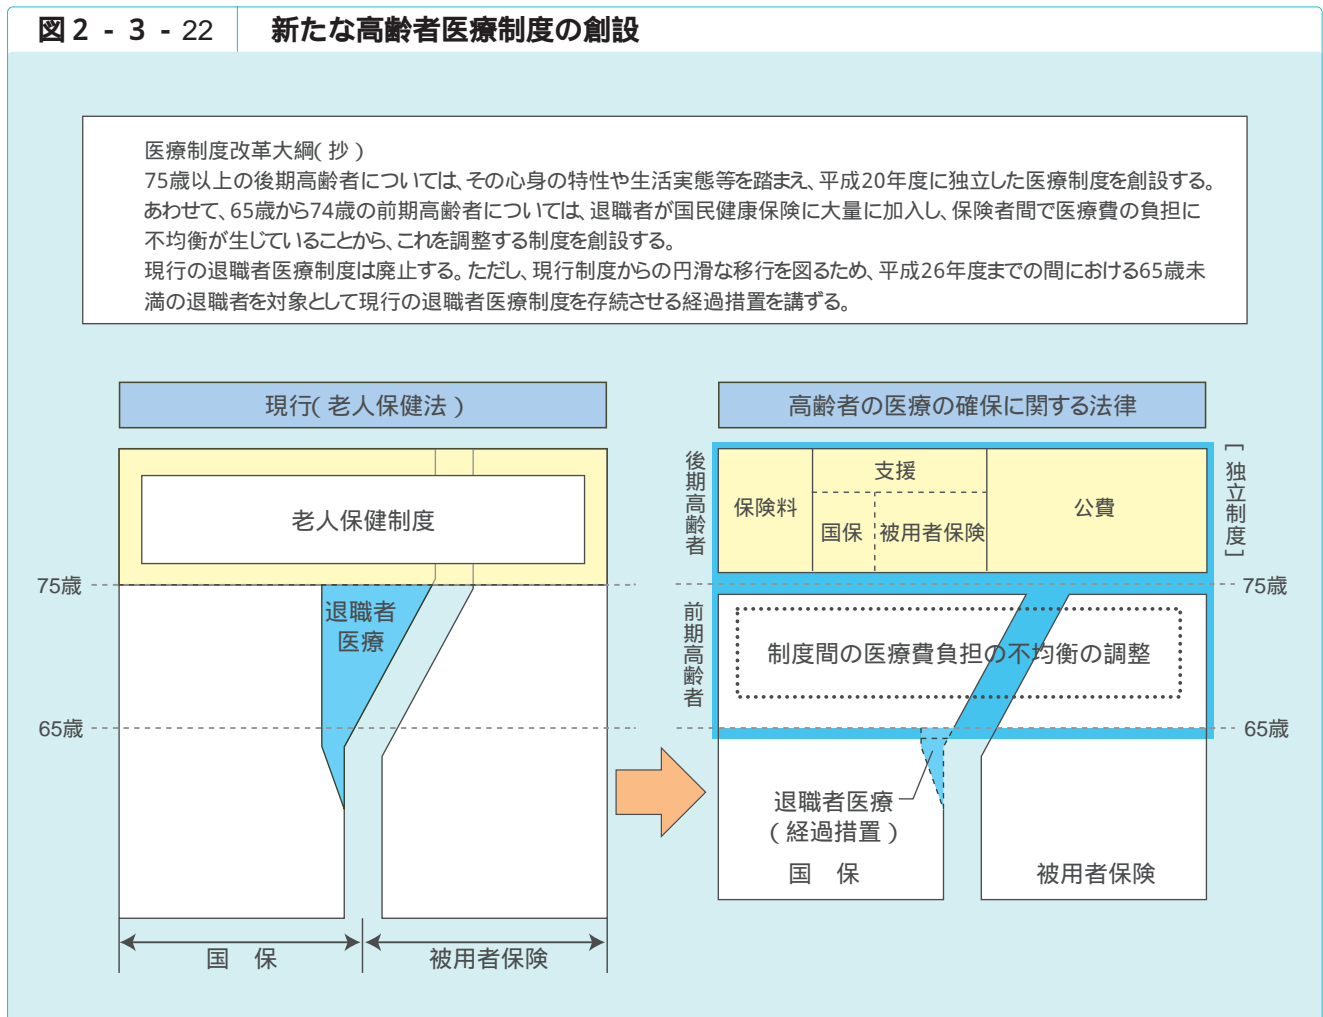 図2-3-22 新たな高齢者医療制度の創設
医療制度改革大綱(抄)
75歳以上の後期高齢者については、その心身の特性や生活実態等を踏まえ、平成20年度に独立した医療制度を創設する。
あわせて、65歳から74歳の前期高齢者については、退職者が国民健康保険に大量に加入し、保険者間で医療費の負担に
不均衡が生じていることから、これを調整する制度を創設する。
現行の退職者医療制度は廃止する。ただし、現行制度からの円滑な移行を図るため、平成26年度までの間における65歳未
満の退職者を対象として現行の退職者医療制度を存続させる経過措置を講ずる。
現行(老人保健法)
老人保健制度
75歳
退職者
医療
65歳
国 保
被用者保険
高齢者の医療の確保に関する法律
後期高齢者
保険料
支援
国保
被用者保険
公費
[独立制度]
75歳
前期高齢者
制度間の医療費負担の不均衡の調整
65歳
退職者医療
(経過措置)
国 保
被用者保険